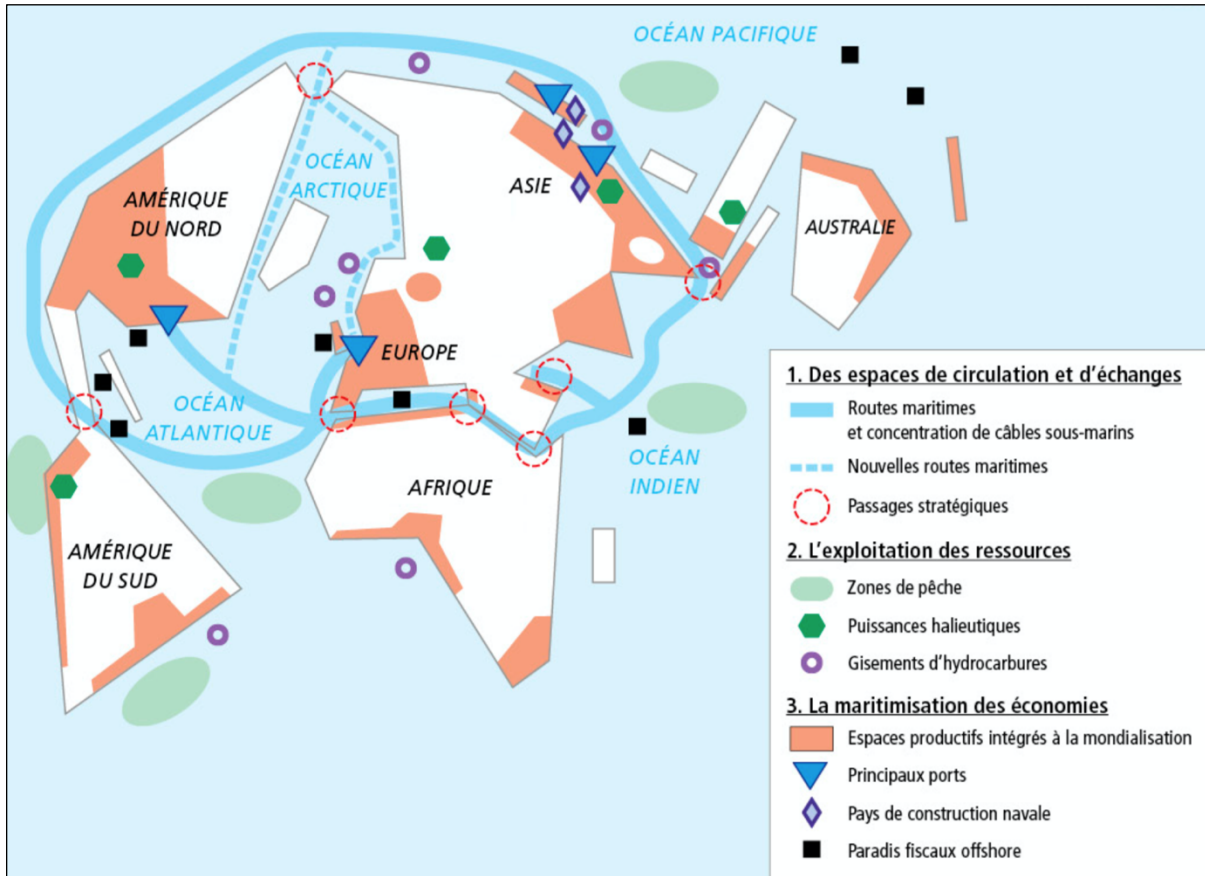 OCÉAN PACIFIQUE
OCÉAN
ARCTIQUE
ASIE
AMÉRIQUE
DU NORD
AUSTRALIE
EUROPE
OCÉAN
ATLANTIQUE
OCÉAN
INDIEN
AFRIQUE
AMÉRIQUE
DU SUD
1. Des espaces de circulation et d’échanges
Routes maritimes
et concentration de câbles sous-marins
Nouvelles routes maritimes
Passages stratégiques
2. L’exploitation des ressources
Zones de pêche
Puissances halieutiques
Gisements d’hydrocarbures
3. La maritimisation des économies
Espaces productifs intégrés à la mondialisation
Principaux ports
Pays de construction navale
Paradis fiscaux offshore